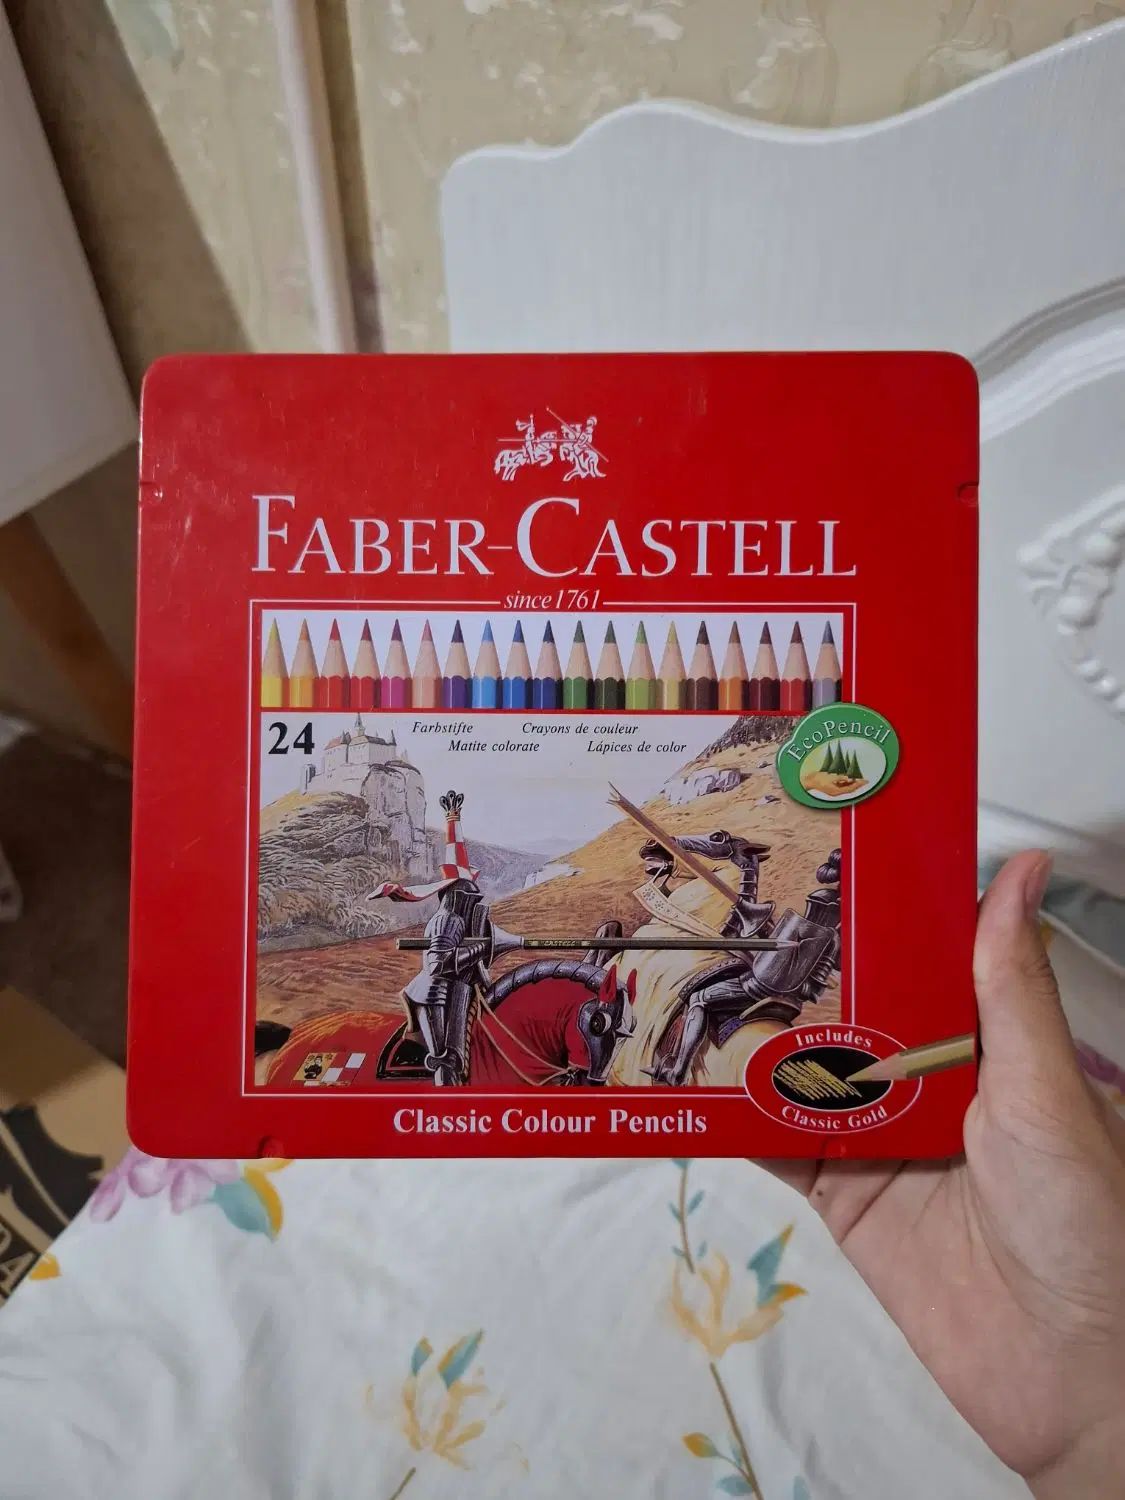 FABER-CASTELL
since 1761
24
Farbstifte Crayons de couleur
Matite colorate Lápices de color
EcoPencil
CASTELL
Includes
Classic Gold
Classic Colour Pencils